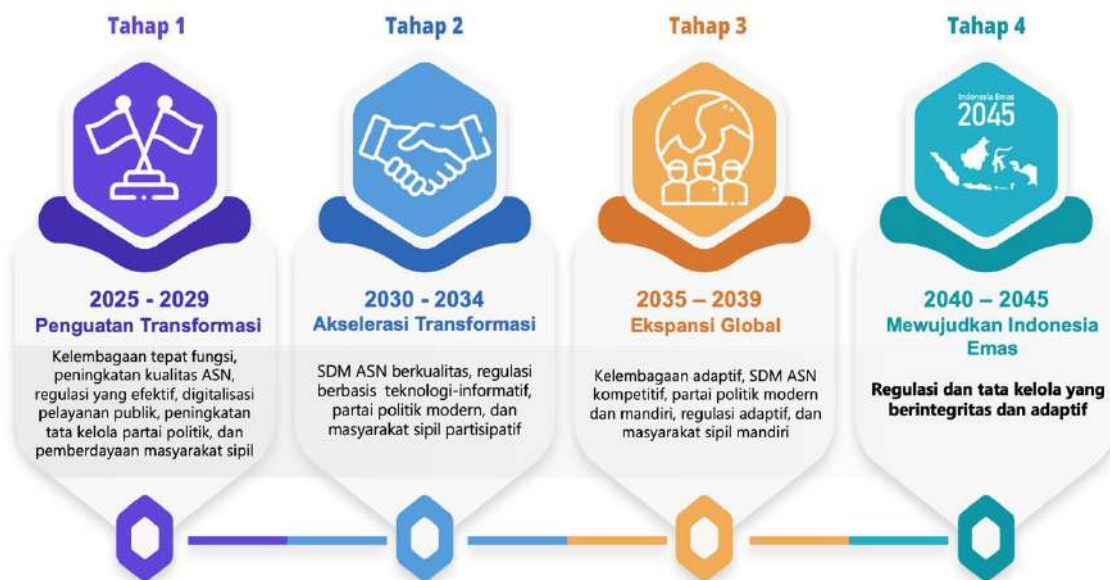 Tahap 1
2025 - 2029
Penguatan Transformasi
Kelembagaan tepat fungsi,
peningkatan kualitas ASN,
regulasi yang efektif, digitalisasi
pelayanan publik, peningkatan
tata kelola partai politik, dan
pemberdayaan masyarakat sipil
Tahap 2
2030 - 2034
Akselerasi Transformasi
SDM ASN berkualitas, regulasi
berbasis teknologi-informatif,
partai politik modern, dan
masyarakat sipil partisipatif
Tahap 3
2035 – 2039
Ekspansi Global
Kelembagaan adaptif, SDM ASN
kompetitif, partai politik modern
dan mandiri, regulasi adaptif, dan
masyarakat sipil mandiri
Tahap 4
Indonesia Emas
2045
2040 – 2045
Mewujudkan Indonesia
Emas
Regulasi dan tata kelola yang
berintegritas dan adaptif